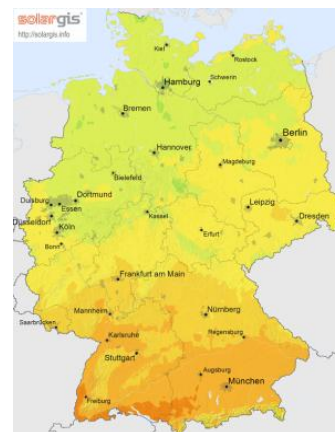 solargis
http://solargis.info
Kiel
Rostock
Schwerin
Hamburg
Bremen
Berlin
Hannover
Magdeburg
Bielefeld
Dortmund
Duisburg
Essen
Düsseldorf
Kassel
Leipzig
Dresden
Köln
Erfurt
Bonn
Frankfurt am Main
Mannheim
Nürnberg
Saarbrücken
Karlsruhe
Regensburg
Stuttgart
Augsburg
München
Freiburg